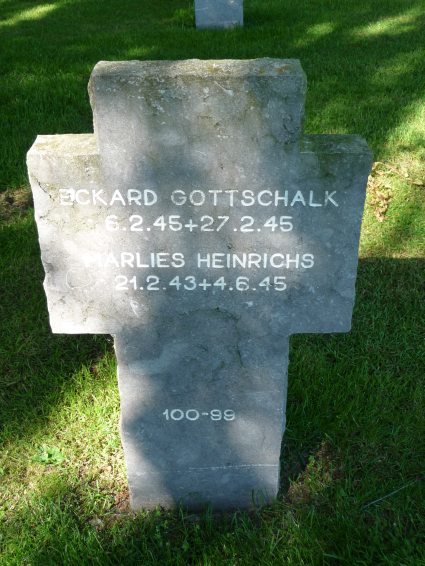 ECKARD GOTTSCHALK
6.2.45+27.2.45
MARLIES HEINRICHS
21.2.43+4.6.45
100-99